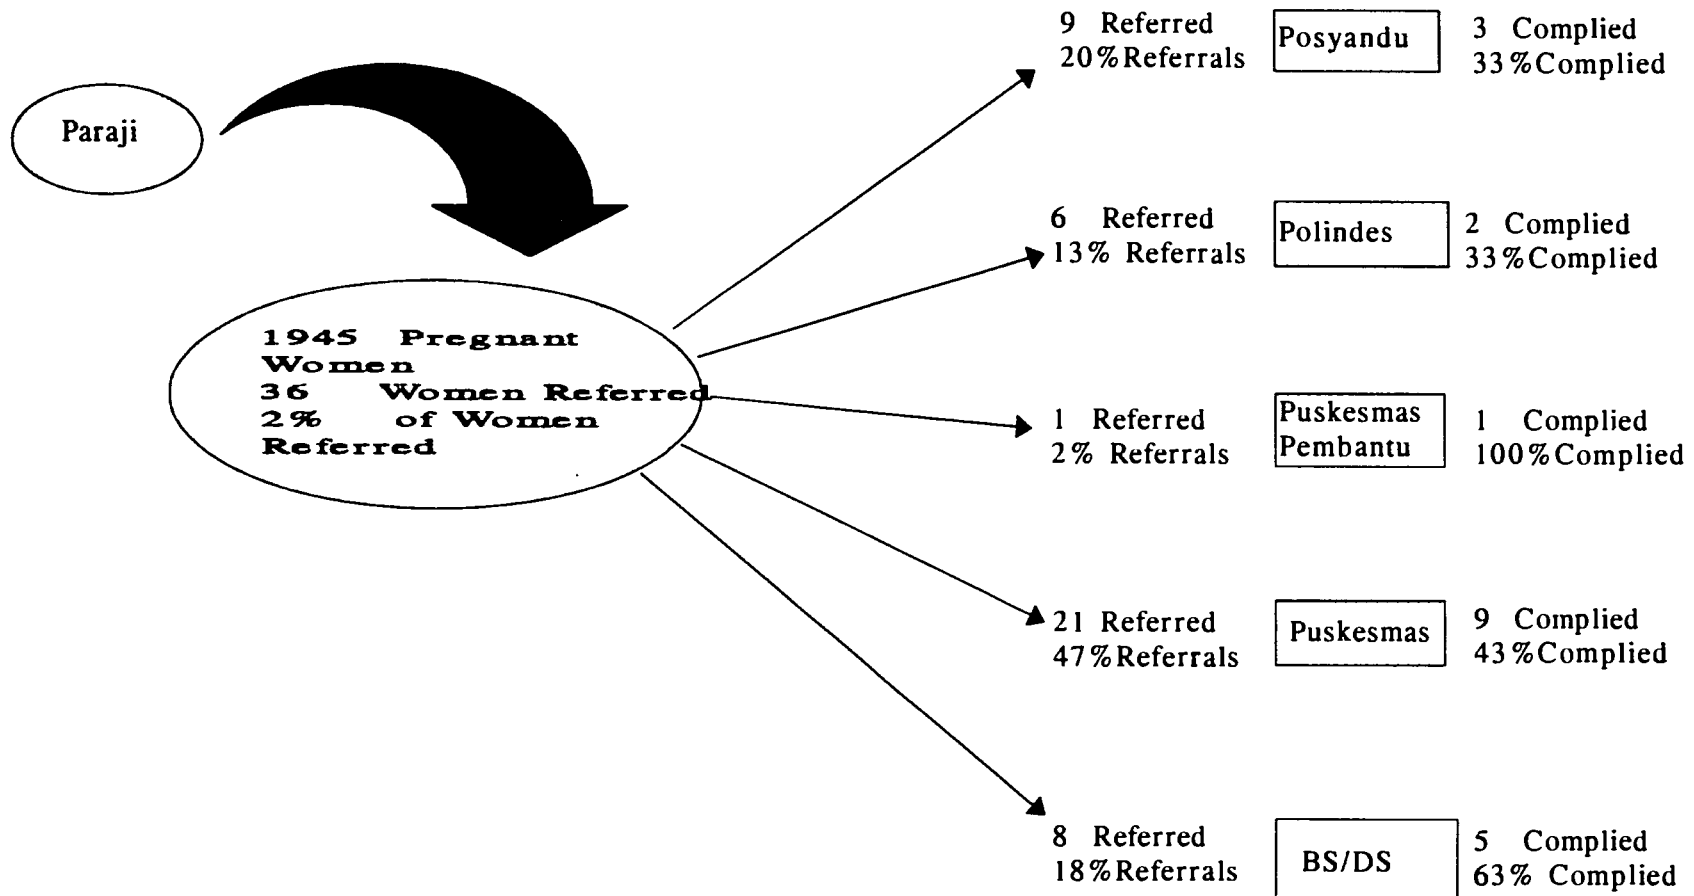 Paraji
1945 Pregnant
Women
36 Women Referred
2% of Women
Referred
9 Referred
20%Referrals
Posyandu
3 Complied
33%Complied
6 Referred
13% Referrals
Polindes
2 Complied
33%Complied
1 Referred
2% Referrals
Puskesmas
Pembantu
1 Complied
100%Complied
21 Referred
47%Referrals
Puskesmas
9 Complied
43%Complied
8 Referred
18%Referrals
BS/DS
5 Complied
63% Complied